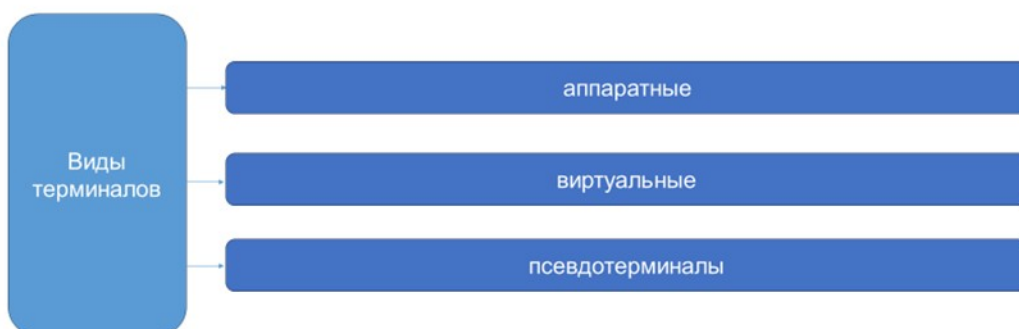 Виды
терминалов
аппаратные
виртуальные
псевдотерминалы